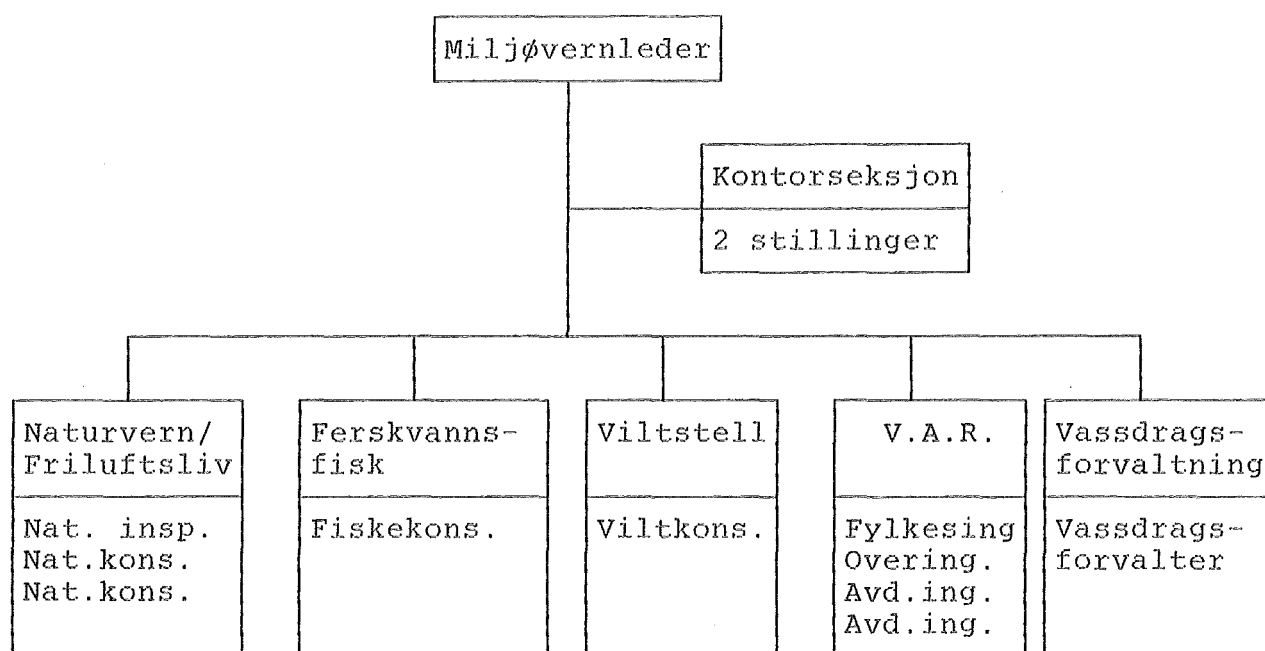 Miljøvernleder
Kontorseksjon
2 stillinger
Naturvern/
Friluftsliv
Nat. insp.
Nat.kons.
Nat.kons.
Ferskvanns-
fisk
Fiskekons.
Viltstell
Viltkons.
V.A.R.
Fylkesing
Overing.
Avd.ing.
Avd.ing.
Vassdrags-
forvaltning
Vassdrags-
forvalter